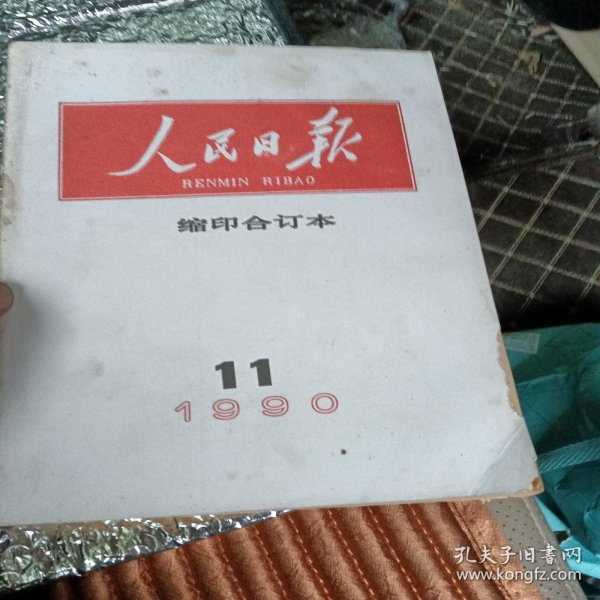 人民日报
RENMIN RIBAO
缩印合订本
11
1990
孔夫子旧书网
www.kongfz.com